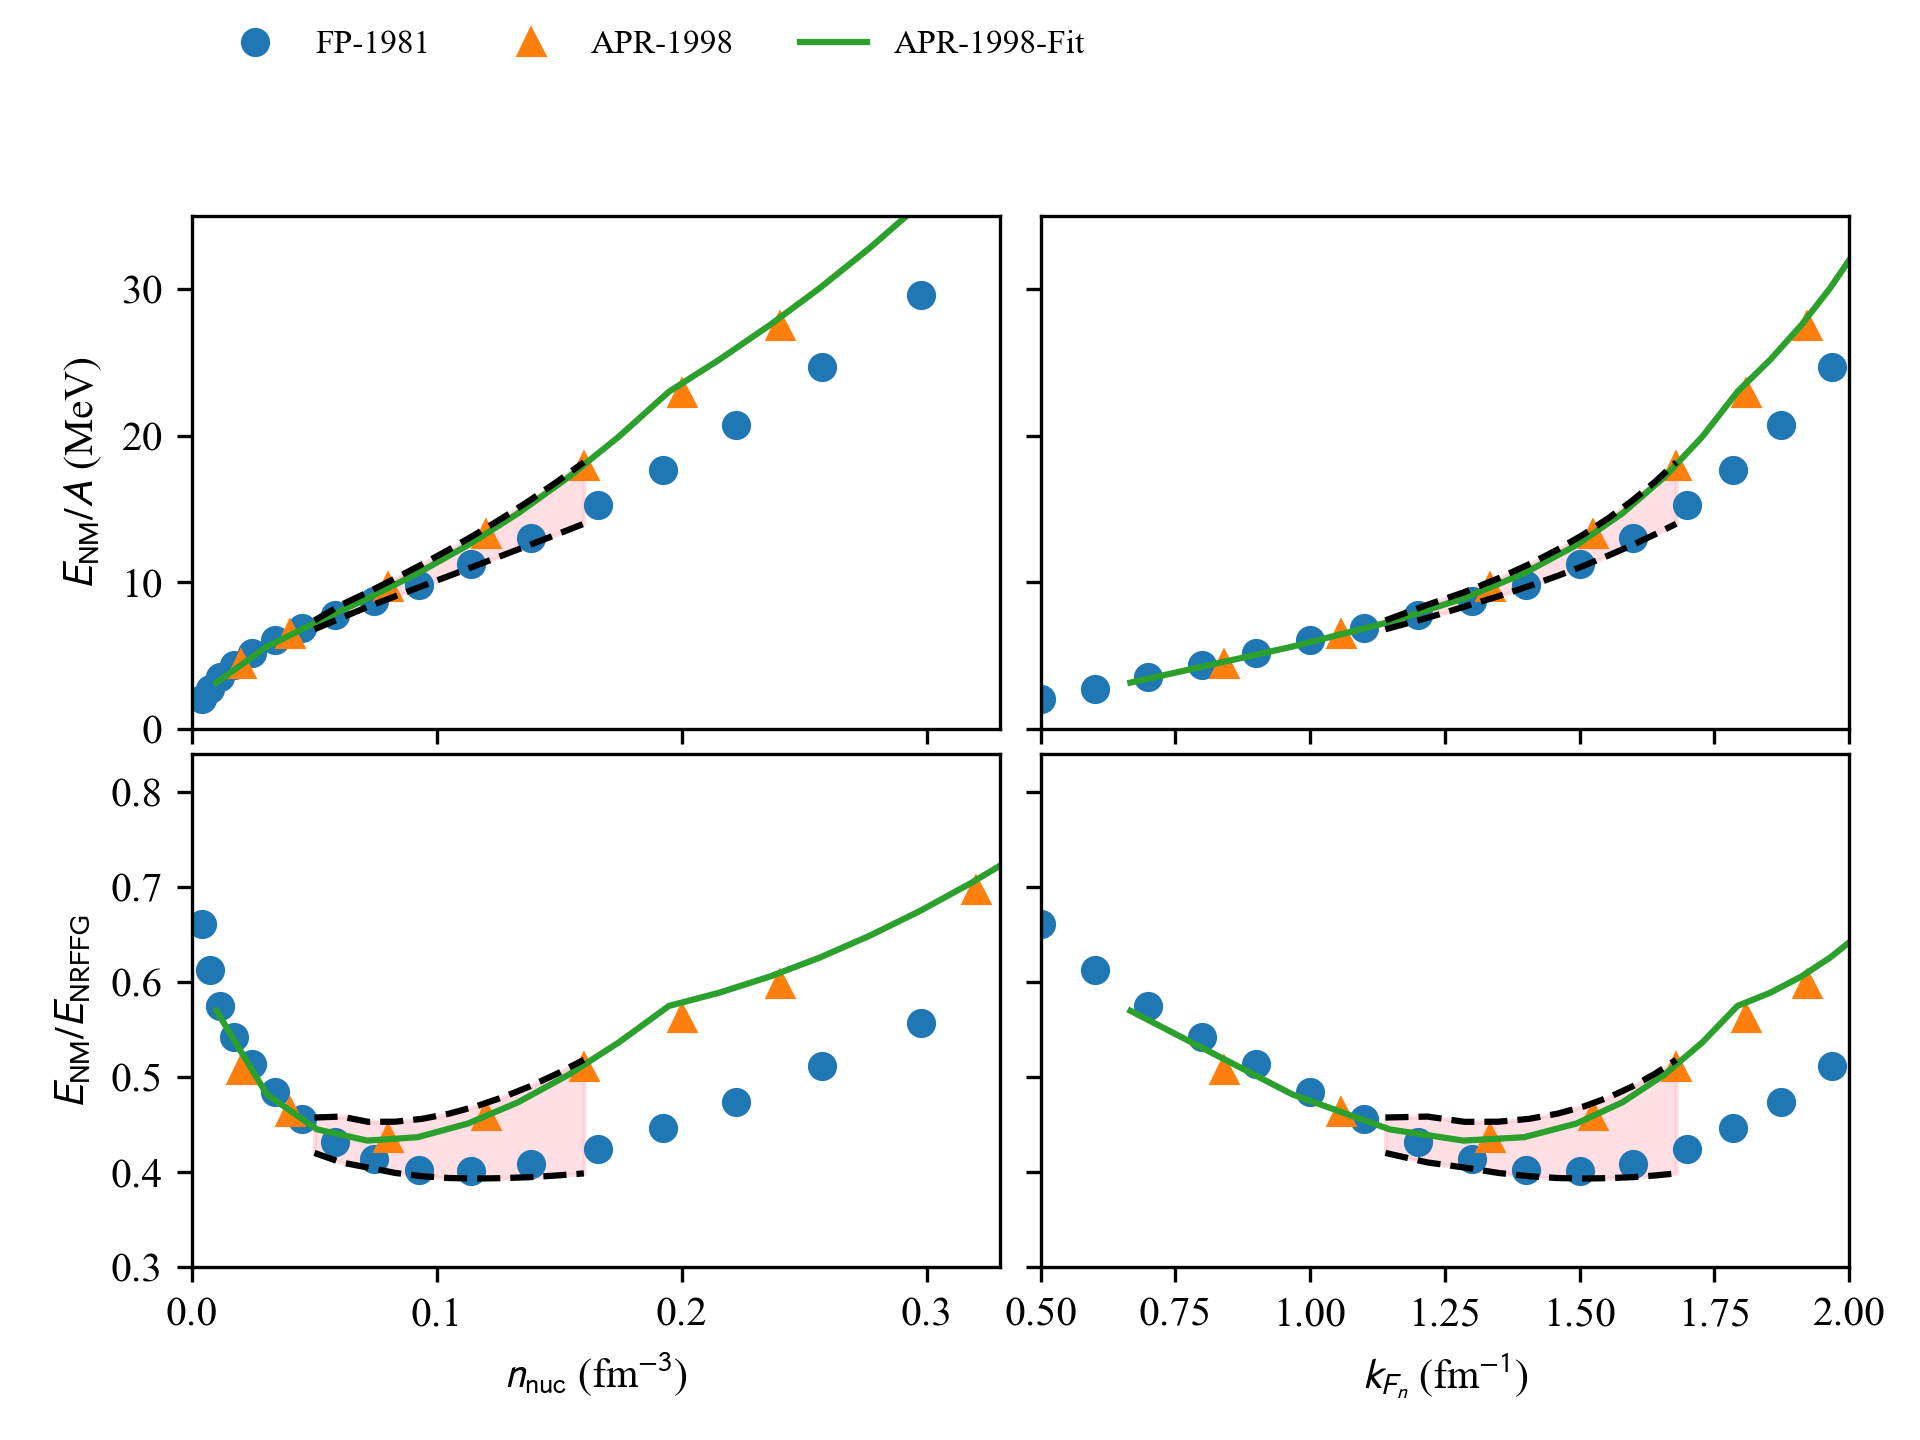 FP-1981 APR-1998 APR-1998-Fit
E_NM/A (MeV)
30
20
10
0
E_NM/E_NRFFG
0.8
0.7
0.6
0.5
0.4
0.3
0.0 0.1 0.2 0.3
0.50 0.75 1.00 1.25 1.50 1.75 2.00
n_nuc (fm⁻³)
k_{F_n} (fm⁻¹)